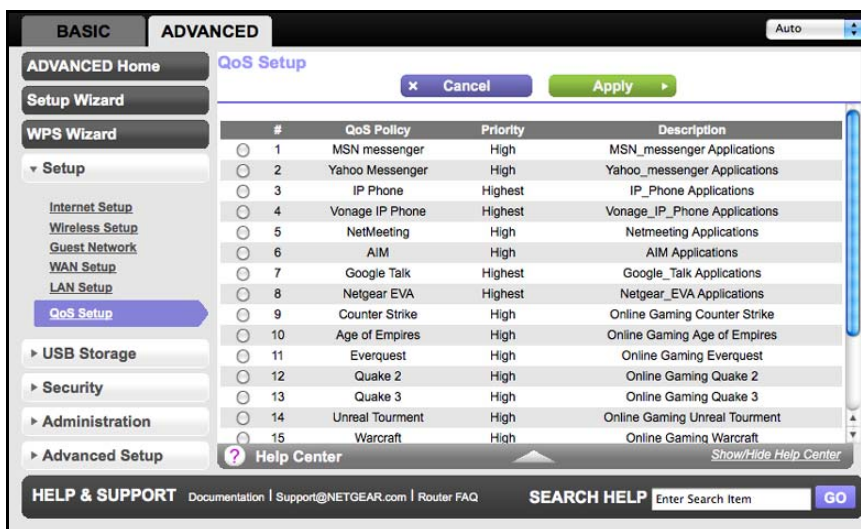 BASIC ADVANCED Auto
ADVANCED Home
Setup Wizard
WPS Wizard
Setup
Internet Setup
Wireless Setup
Guest Network
WAN Setup
LAN Setup
QoS Setup
USB Storage
Security
Administration
Advanced Setup
QoS Setup
Cancel Apply
# QoS Policy Priority Description
1 MSN messenger High MSN_messenger Applications
2 Yahoo Messenger High Yahoo_messenger Applications
3 IP Phone Highest IP_Phone Applications
4 Vonage IP Phone Highest Vonage_IP_Phone Applications
5 NetMeeting High Netmeeting Applications
6 AIM High AIM Applications
7 Google Talk Highest Google_Talk Applications
8 Netgear EVA Highest Netgear_EVA Applications
9 Counter Strike High Online Gaming Counter Strike
10 Age of Empires High Online Gaming Age of Empires
11 Everquest High Online Gaming Everquest
12 Quake 2 High Online Gaming Quake 2
13 Quake 3 High Online Gaming Quake 3
14 Unreal Tourment High Online Gaming Unreal Tourment
15 Warcraft High Online Gaming Warcraft
? Help Center Show/Hide Help Center
HELP & SUPPORT Documentation | Support@NETGEAR.com | Router FAQ SEARCH HELP Enter Search Item GO